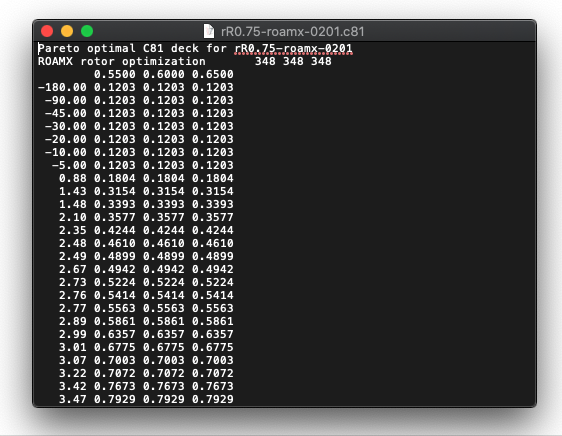 rR0.75-roamx-0201.c81
Pareto optimal C81 deck for rR0.75-roamx-0201
ROAMX rotor optimization       348 348 348
        0.5500 0.6000 0.6500
-180.00 0.1203 0.1203 0.1203
 -90.00 0.1203 0.1203 0.1203
 -45.00 0.1203 0.1203 0.1203
 -30.00 0.1203 0.1203 0.1203
 -20.00 0.1203 0.1203 0.1203
 -10.00 0.1203 0.1203 0.1203
  -5.00 0.1203 0.1203 0.1203
   0.88 0.1804 0.1804 0.1804
   1.43 0.3154 0.3154 0.3154
   1.48 0.3393 0.3393 0.3393
   2.10 0.3577 0.3577 0.3577
   2.35 0.4244 0.4244 0.4244
   2.48 0.4610 0.4610 0.4610
   2.49 0.4899 0.4899 0.4899
   2.67 0.4942 0.4942 0.4942
   2.73 0.5224 0.5224 0.5224
   2.76 0.5414 0.5414 0.5414
   2.77 0.5563 0.5563 0.5563
   2.89 0.5861 0.5861 0.5861
   2.99 0.6357 0.6357 0.6357
   3.01 0.6775 0.6775 0.6775
   3.07 0.7003 0.7003 0.7003
   3.22 0.7072 0.7072 0.7072
   3.42 0.7673 0.7673 0.7673
   3.47 0.7929 0.7929 0.7929